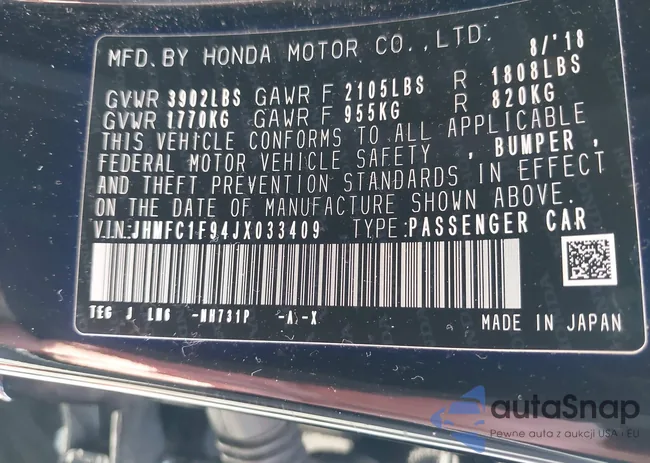 MFD. BY HONDA MOTOR CO., LTD. 8/'18
GVWR 3902LBS GAWR F 2105LBS R 1808LBS
GVWR 1770KG GAWR F 955KG R 820KG
THIS VEHICLE CONFORMS TO ALL APPLICABLE
FEDERAL MOTOR VEHICLE SAFETY , BUMPER ,
AND THEFT PREVENTION STANDARDS IN EFFECT
ON THE DATE OF MANUFACTURE SHOWN ABOVE.
V.I.N:JHMFC1F94JX033409 TYPE:PASSENGER CAR
TEG J LM6 -NH731P -A -X
MADE IN JAPAN
autaSnap
Pewne auta z aukcji USA i EU